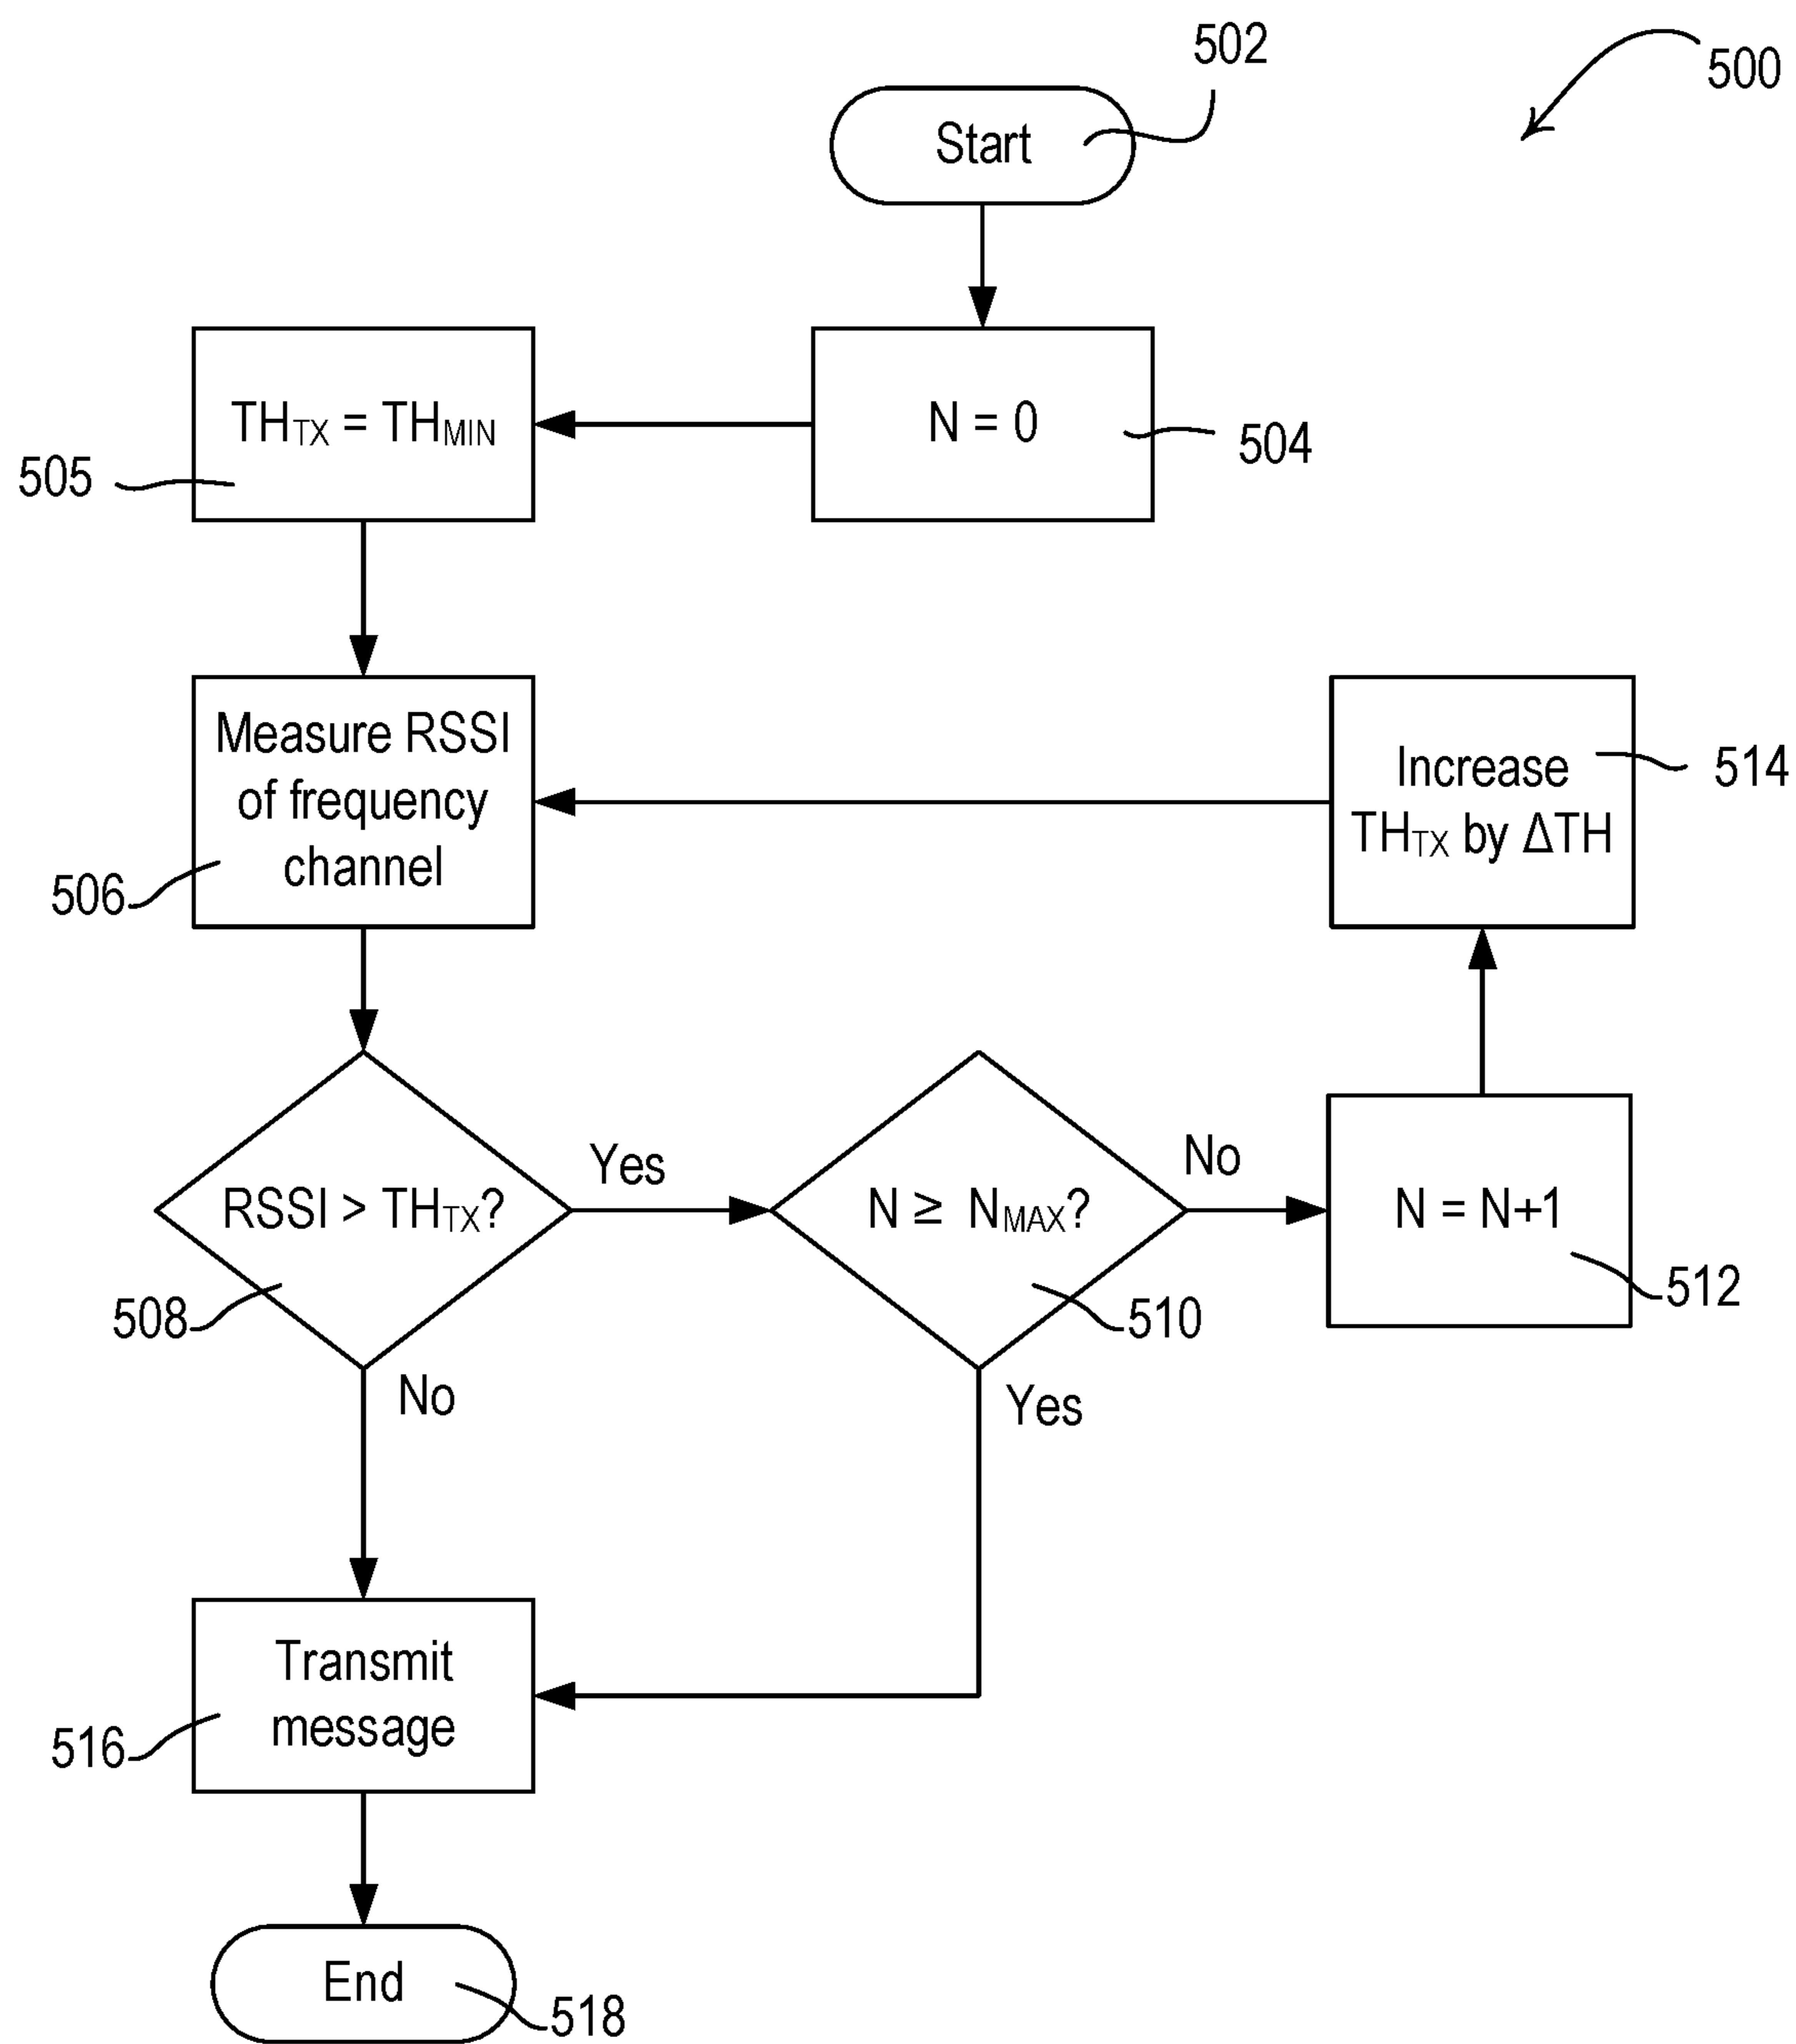 502
500
Start
TH_TX = TH_MIN
N = 0
505
504
Measure RSSI
of frequency
channel
506
Increase
TH_TX by ΔTH
514
RSSI > TH_TX?
Yes
N ≥ N_MAX?
No
N = N+1
508
510
512
No
Yes
Transmit
message
516
End
518